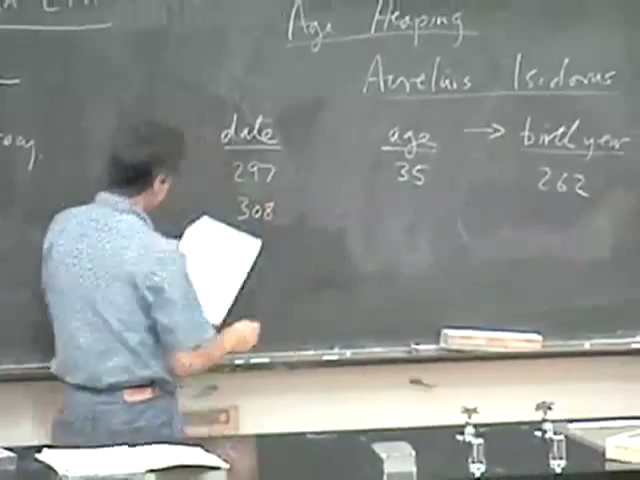 Age Heaping
Aurelius Isidorus
date age → birth year
297 35 262
308